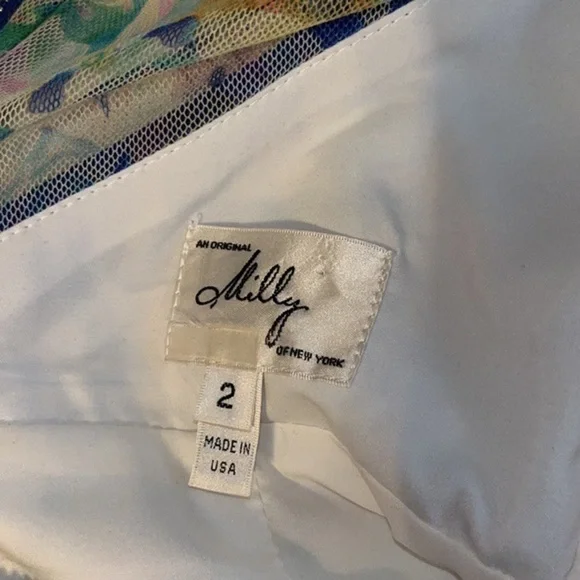 AN ORIGINAL
Milly
OF NEW YORK
2
MADE IN
USA